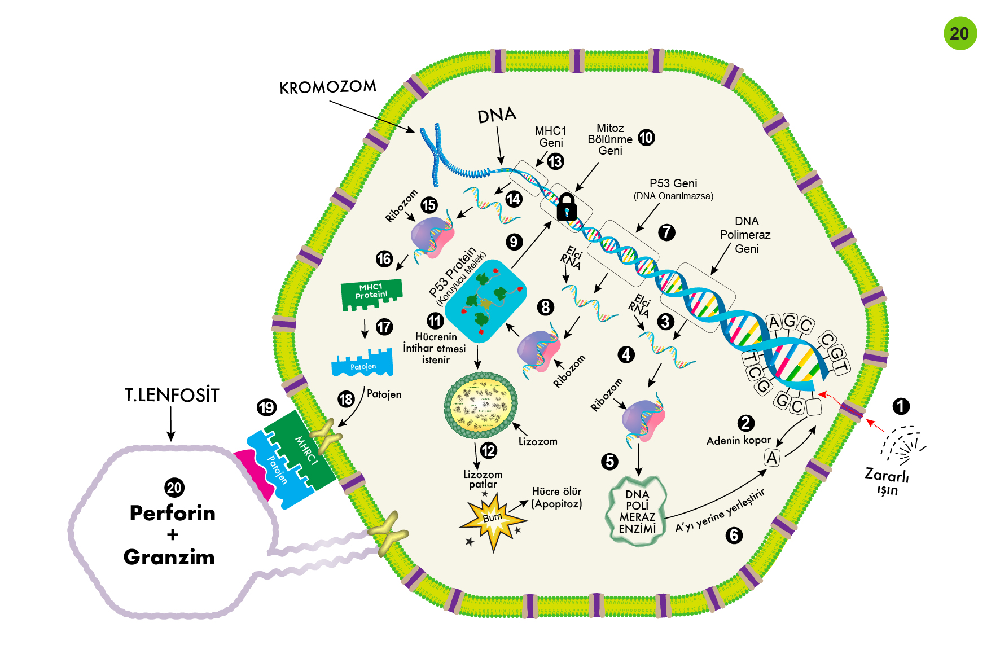 20
KROMOZOM
DNA
MHC1
Geni
13
Mitoz
Bölünme
Geni
10
P53 Geni
(DNA Onarılmazsa)
7
DNA
Polimeraz
Geni
Ribozom
15
14
16
MHC1
Proteini
17
Patojen
18
Patojen
9
P53 Protein
(Koruyucu Melek)
11
Hücrenin
İntihar etmesi
istenir
Elçi
RNA
8
Ribozom
Elçi
RNA
3
4
Ribozom
5
DNA
POLİ
MERAZ
ENZİMİ
A'yı yerine yerleştirir
6
A G C
C G T
T C G
G C
1
Zararlı
ışın
2
Adenin kopar
A
Lizozom
12
Lizozom
patlar
Bum
Hücre ölür
(Apopitoz)
T.LENFOSİT
19
MHRC1
Patojen
20
Perforin
+
Granzim